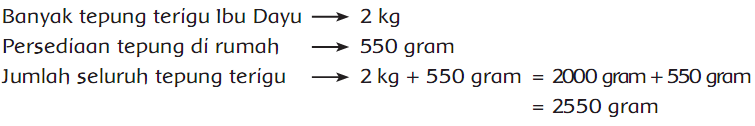 Banyak tepung terigu Ibu Dayu ⟶ 2 kg
Persediaan tepung di rumah ⟶ 550 gram
Jumlah seluruh tepung terigu ⟶ 2 kg + 550 gram = 2000 gram + 550 gram
= 2550 gram